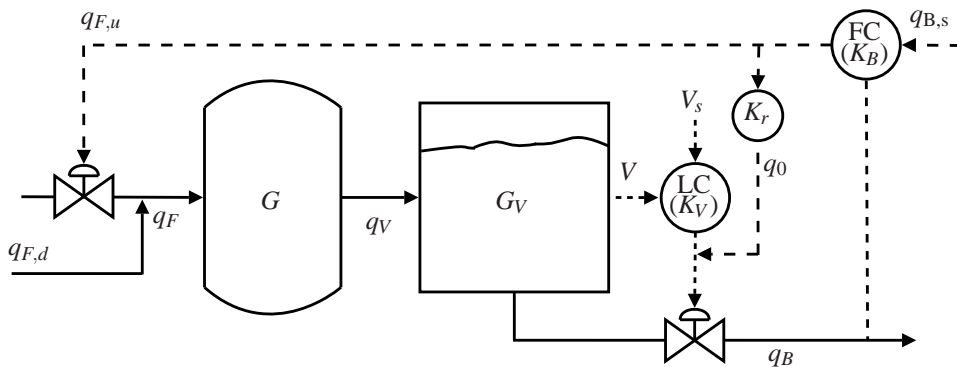 q_{F,u}
FC
(K_B)
q_{B,s}
V_s
K_r
V
LC
(K_V)
q_0
G
G_V
q_F
q_V
q_{F,d}
q_B